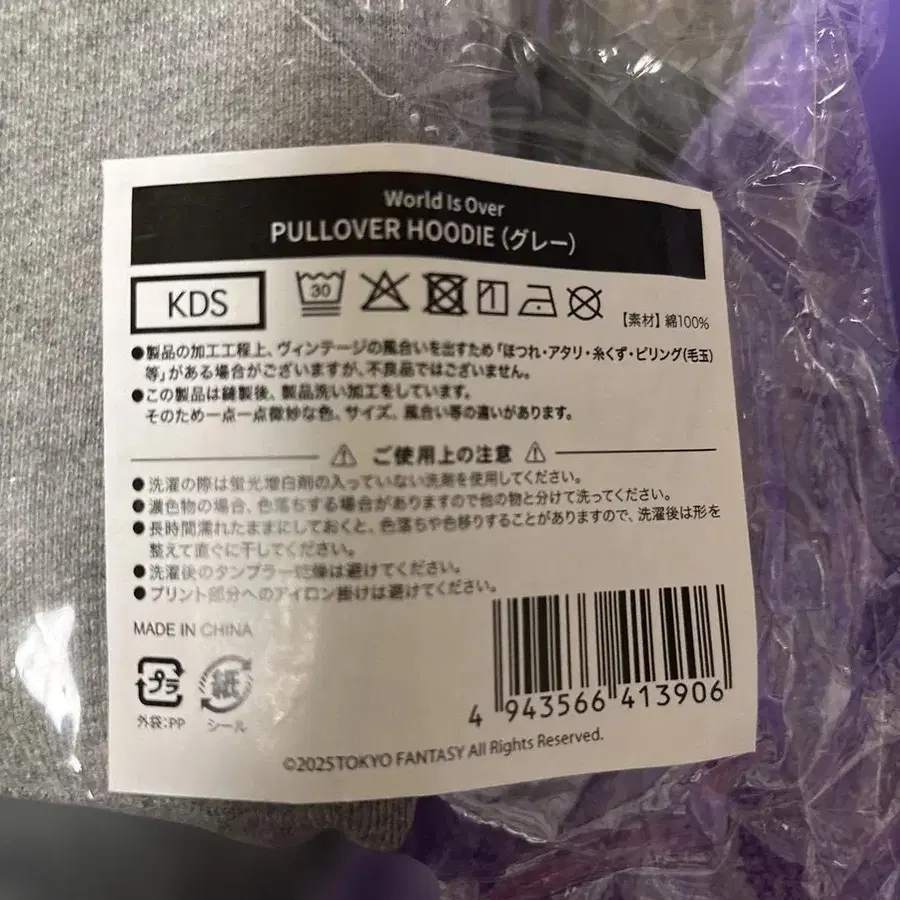 World Is Over
PULLOVER HOODIE (グレー)
KDS
30
【素材】綿100%
●製品の加工工程上、ヴィンテージの風合いを出すため「ほつれ・アタリ・糸くず・ピリング(毛玉)
等」がある場合がございますが、不良品ではございません。
●この製品は縫製後、製品洗い加工をしています。
そのため一点一点微妙な色、サイズ、風合い等の違いがあります。
ご使用上の注意
●洗濯の際は蛍光増白剤の入っていない洗剤を使用してください。
●濃色物の場合、色落ちする場合がありますので他の物と分けて洗ってください。
●長時間濡れたままにしておくと、色落ちや色移りすることがありますので、洗濯後は形を
整えて直ぐに干してください。
●洗濯後のタンブラー乾燥は避けてください。
●プリント部分へのアイロン掛けは避けてください。
MADE IN CHINA
プラ
紙
外袋:PP
シール
4 943566 413906
©2025TOKYO FANTASY All Rights Reserved.